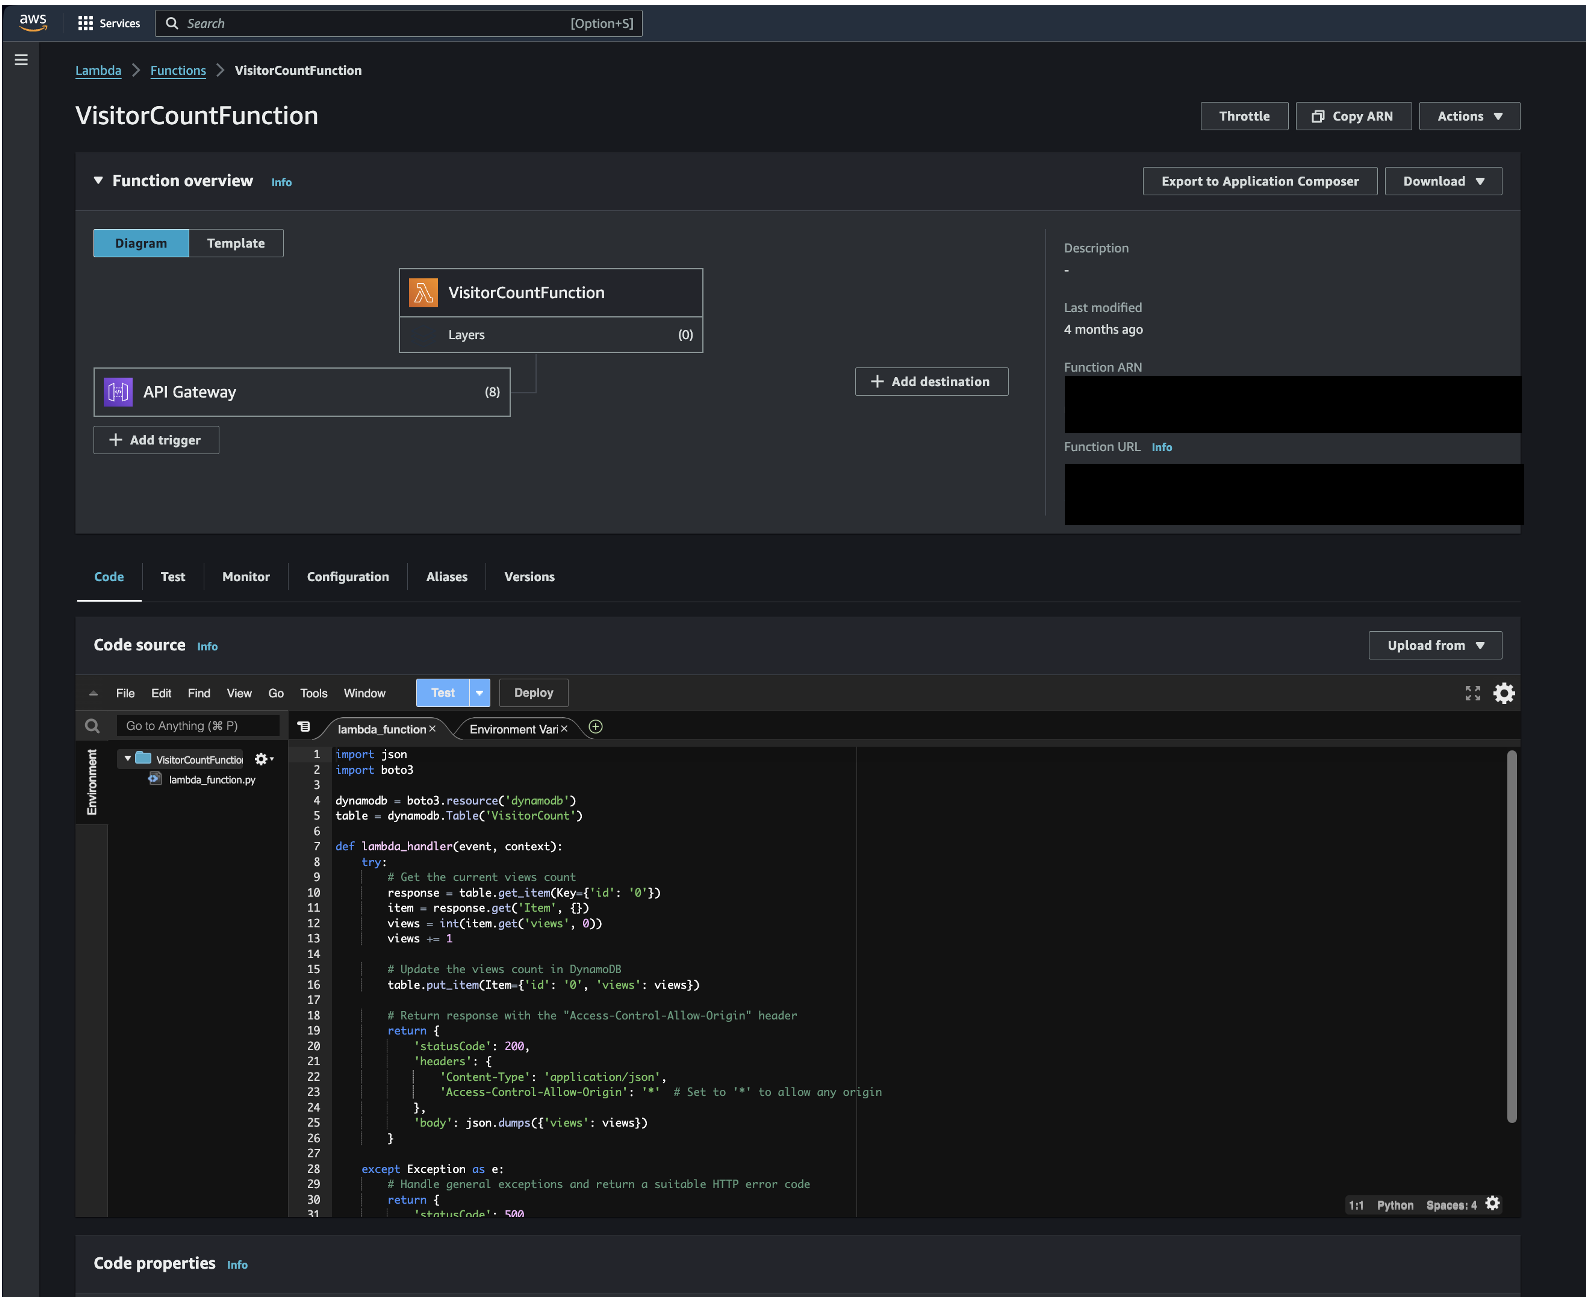 aws
Services
Search
[Option+S]
Lambda
Functions
VisitorCountFunction
VisitorCountFunction
Throttle
Copy ARN
Actions
Function overview
Info
Export to Application Composer
Download
Diagram
Template
VisitorCountFunction
Layers
(0)
API Gateway
(8)
Add trigger
Add destination
Description
-
Last modified
4 months ago
Function ARN
Function URL
Info
Code
Test
Monitor
Configuration
Aliases
Versions
Code source
Info
Upload from
File Edit Find View Go Tools Window
Test
Deploy
Go to Anything (⌘ P)
Environment
VisitorCountFunction
lambda_function.py
lambda_function×
Environment Vari×
1 import json
2 import boto3
3
4 dynamodb = boto3.resource('dynamodb')
5 table = dynamodb.Table('VisitorCount')
6
7 def lambda_handler(event, context):
8     try:
9         # Get the current views count
10         response = table.get_item(Key={'id': '0'})
11         item = response.get('Item', {})
12         views = int(item.get('views', 0))
13         views += 1
14
15         # Update the views count in DynamoDB
16         table.put_item(Item={'id': '0', 'views': views})
17
18         # Return response with the "Access-Control-Allow-Origin" header
19         return {
20             'statusCode': 200,
21             'headers': {
22                 'Content-Type': 'application/json',
23                 'Access-Control-Allow-Origin': '*'  # Set to '*' to allow any origin
24             },
25             'body': json.dumps({'views': views})
26         }
27
28     except Exception as e:
29         # Handle general exceptions and return a suitable HTTP error code
30         return {
31             'statusCode': 500
1:1 Python Spaces: 4
Code properties
Info